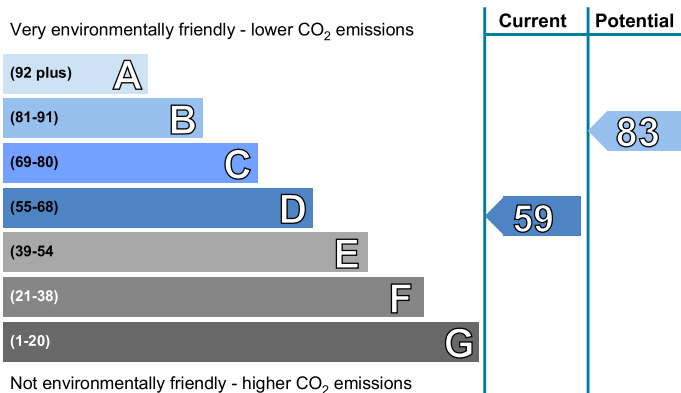 Current Potential
Very environmentally friendly - lower CO₂ emissions
(92 plus) A
(81-91) B
83
(69-80) C
(55-68) D
59
(39-54 E
(21-38) F
(1-20) G
Not environmentally friendly - higher CO₂ emissions